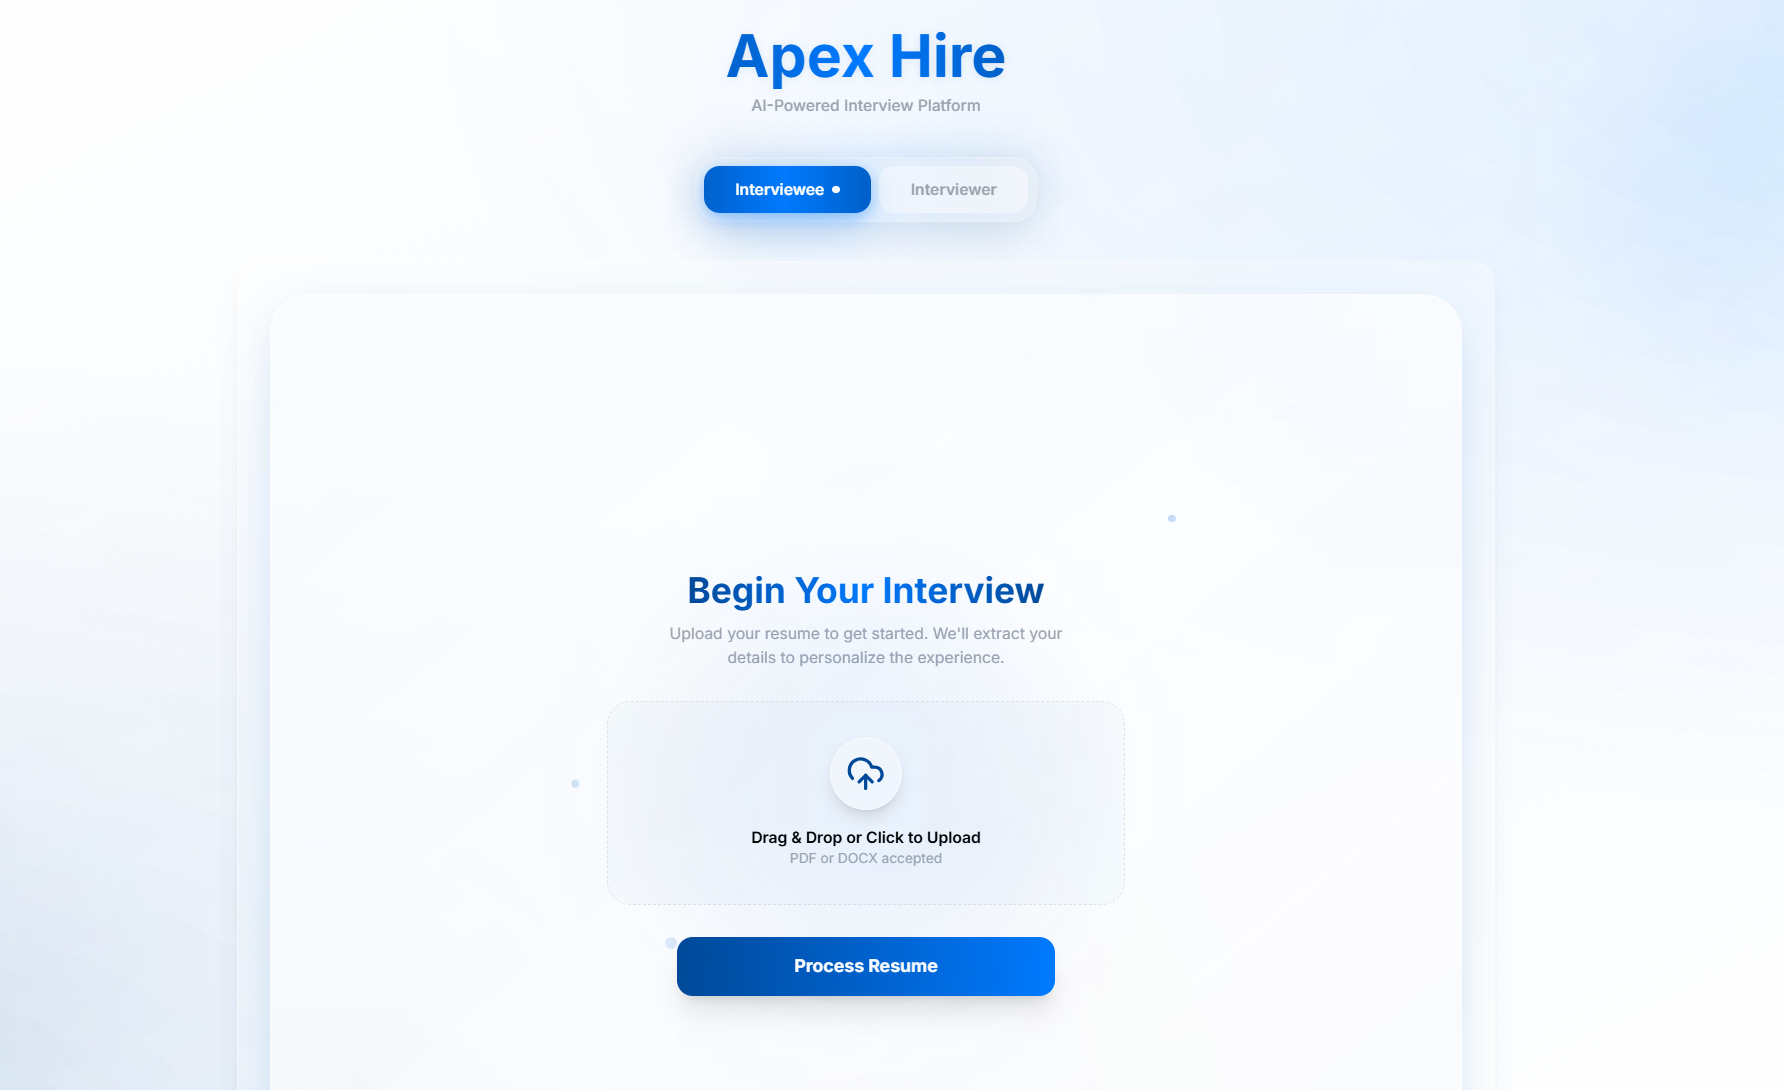 Apex Hire
AI-Powered Interview Platform
Interviewee
Interviewer
Begin Your Interview
Upload your resume to get started. We'll extract your
details to personalize the experience.
Drag & Drop or Click to Upload
PDF or DOCX accepted
Process Resume